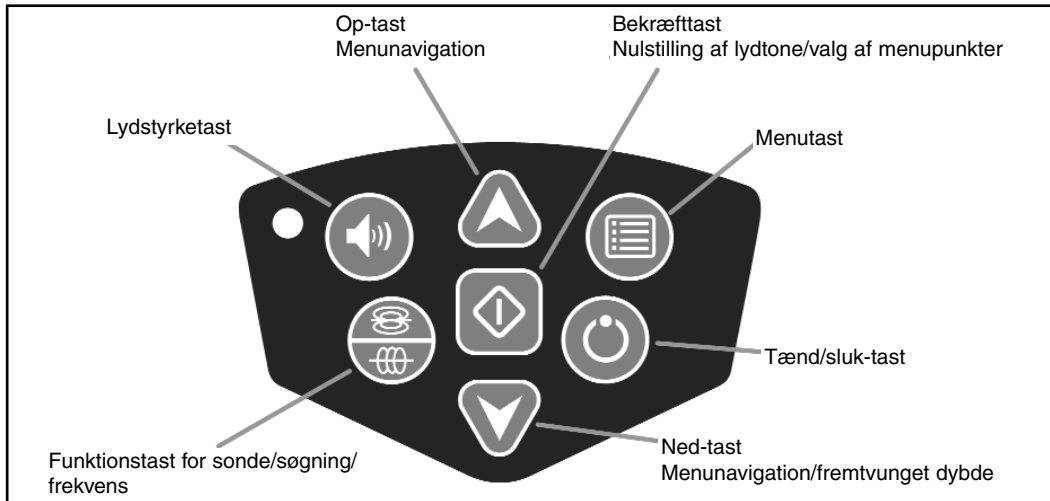 Op-tast
Menunavigation
Bekræfttast
Nulstilling af lydtone/valg af menupunkter
Lydstyrketast
Menutast
Tænd/sluk-tast
Ned-tast
Menunavigation/fremtvunget dybde
Funktionstast for sonde/søgning/
frekvens